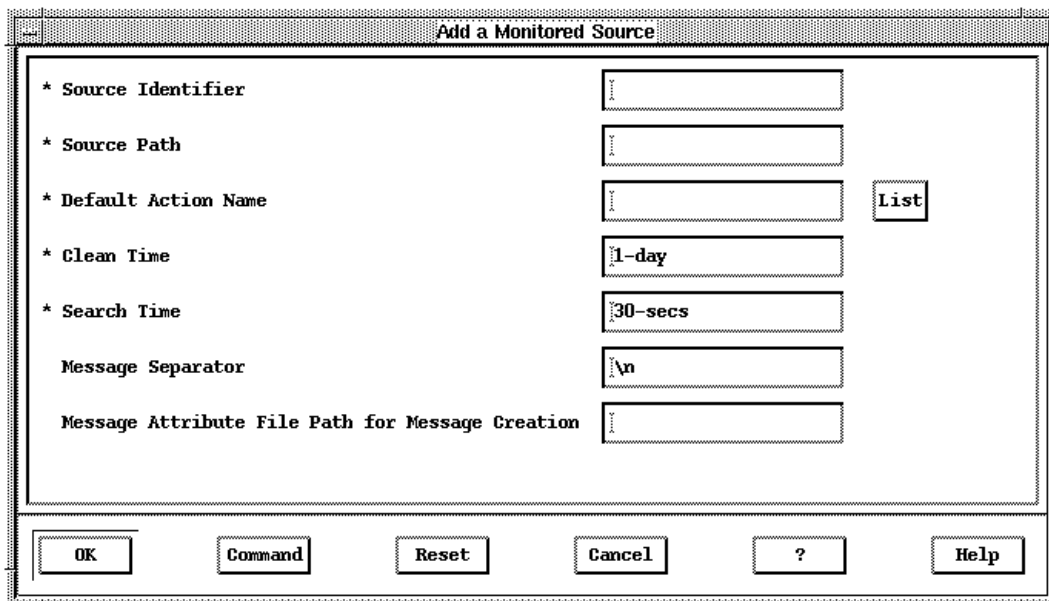 Add a Monitored Source
* Source Identifier
* Source Path
* Default Action Name
List
* Clean Time
1-day
* Search Time
30-secs
Message Separator
\n
Message Attribute File Path for Message Creation
OK
Command
Reset
Cancel
?
Help